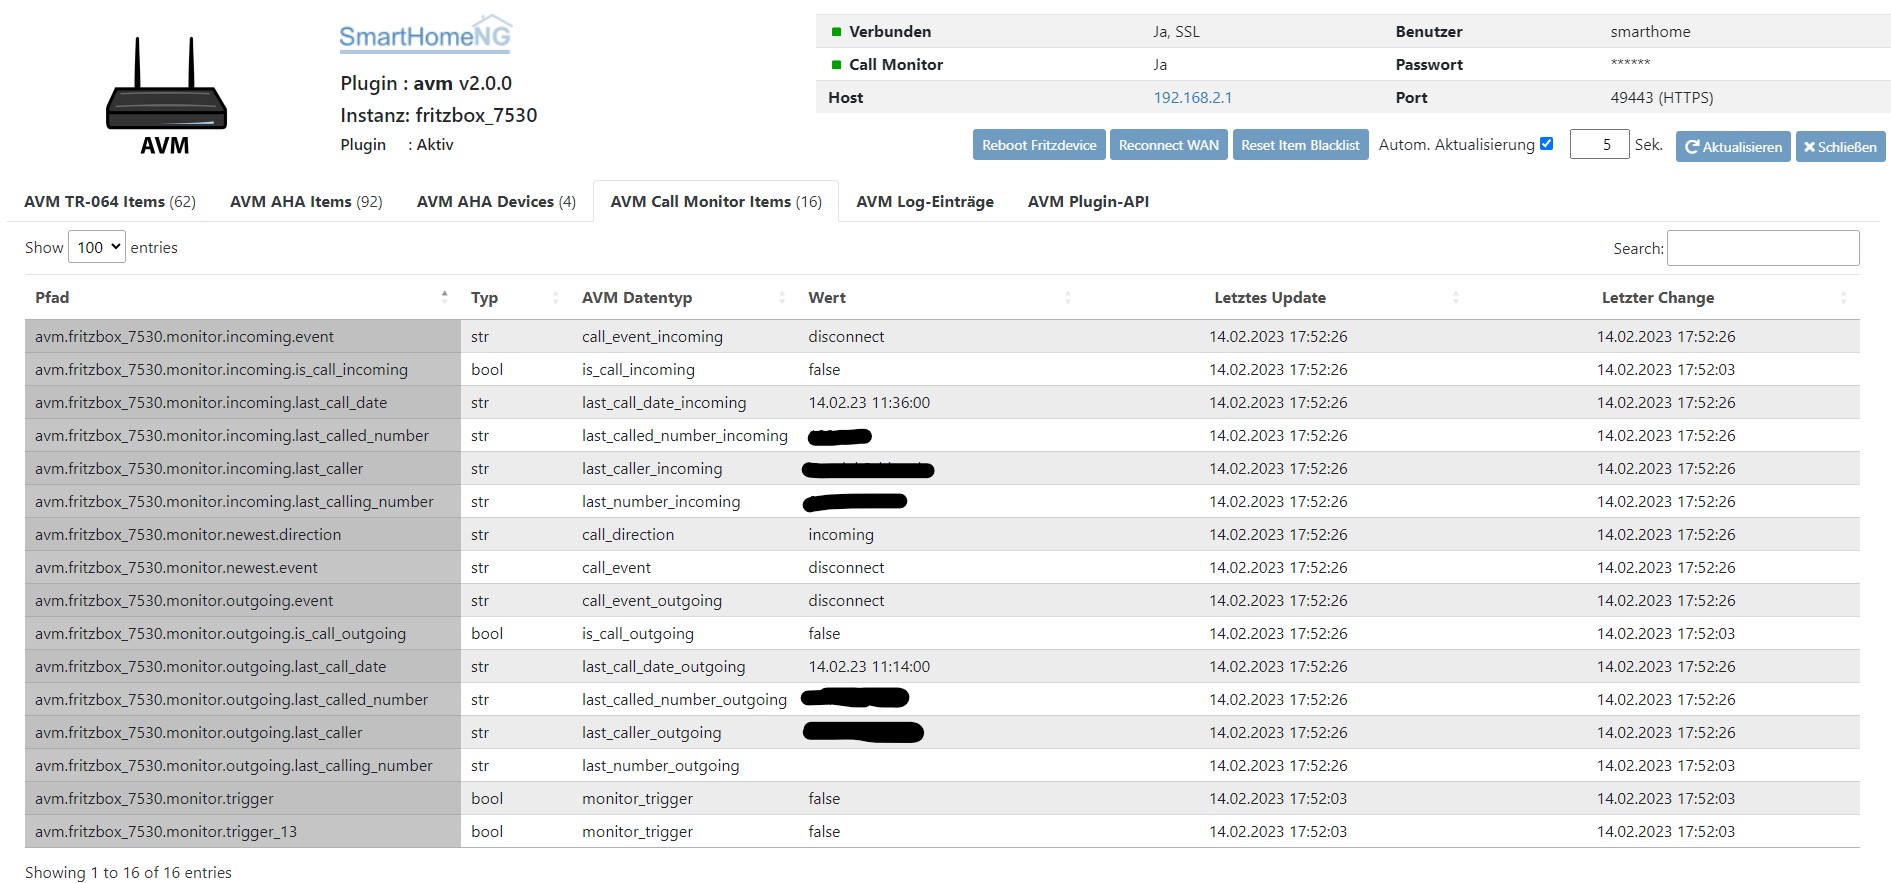 SmartHomeNG
Plugin : avm v2.0.0
Instanz: fritzbox_7530
Plugin : Aktiv
AVM
Verbunden Ja, SSL Benutzer smarthome
Call Monitor Ja Passwort ******
Host 192.168.2.1 Port 49443 (HTTPS)
Reboot Fritzdevice Reconnect WAN Reset Item Blacklist Autom. Aktualisierung 5 Sek. Aktualisieren Schließen
AVM TR-064 Items (62) AVM AHA Items (92) AVM AHA Devices (4) AVM Call Monitor Items (16) AVM Log-Einträge AVM Plugin-API
Show 100 entries Search:
Pfad Typ AVM Datentyp Wert Letztes Update Letzter Change
avm.fritzbox_7530.monitor.incoming.event str call_event_incoming disconnect 14.02.2023 17:52:26 14.02.2023 17:52:26
avm.fritzbox_7530.monitor.incoming.is_call_incoming bool is_call_incoming false 14.02.2023 17:52:26 14.02.2023 17:52:03
avm.fritzbox_7530.monitor.incoming.last_call_date str last_call_date_incoming 14.02.23 11:36:00 14.02.2023 17:52:26 14.02.2023 17:52:26
avm.fritzbox_7530.monitor.incoming.last_called_number str last_called_number_incoming 14.02.2023 17:52:26 14.02.2023 17:52:26
avm.fritzbox_7530.monitor.incoming.last_caller str last_caller_incoming 14.02.2023 17:52:26 14.02.2023 17:52:26
avm.fritzbox_7530.monitor.incoming.last_calling_number str last_number_incoming 14.02.2023 17:52:26 14.02.2023 17:52:26
avm.fritzbox_7530.monitor.newest.direction str call_direction incoming 14.02.2023 17:52:26 14.02.2023 17:52:26
avm.fritzbox_7530.monitor.newest.event str call_event disconnect 14.02.2023 17:52:26 14.02.2023 17:52:26
avm.fritzbox_7530.monitor.outgoing.event str call_event_outgoing disconnect 14.02.2023 17:52:26 14.02.2023 17:52:26
avm.fritzbox_7530.monitor.outgoing.is_call_outgoing bool is_call_outgoing false 14.02.2023 17:52:26 14.02.2023 17:52:03
avm.fritzbox_7530.monitor.outgoing.last_call_date str last_call_date_outgoing 14.02.23 11:14:00 14.02.2023 17:52:26 14.02.2023 17:52:26
avm.fritzbox_7530.monitor.outgoing.last_called_number str last_called_number_outgoing 14.02.2023 17:52:26 14.02.2023 17:52:26
avm.fritzbox_7530.monitor.outgoing.last_caller str last_caller_outgoing 14.02.2023 17:52:26 14.02.2023 17:52:26
avm.fritzbox_7530.monitor.outgoing.last_calling_number str last_number_outgoing 14.02.2023 17:52:26 14.02.2023 17:52:03
avm.fritzbox_7530.monitor.trigger bool monitor_trigger false 14.02.2023 17:52:03 14.02.2023 17:52:03
avm.fritzbox_7530.monitor.trigger_13 bool monitor_trigger false 14.02.2023 17:52:03 14.02.2023 17:52:03
Showing 1 to 16 of 16 entries